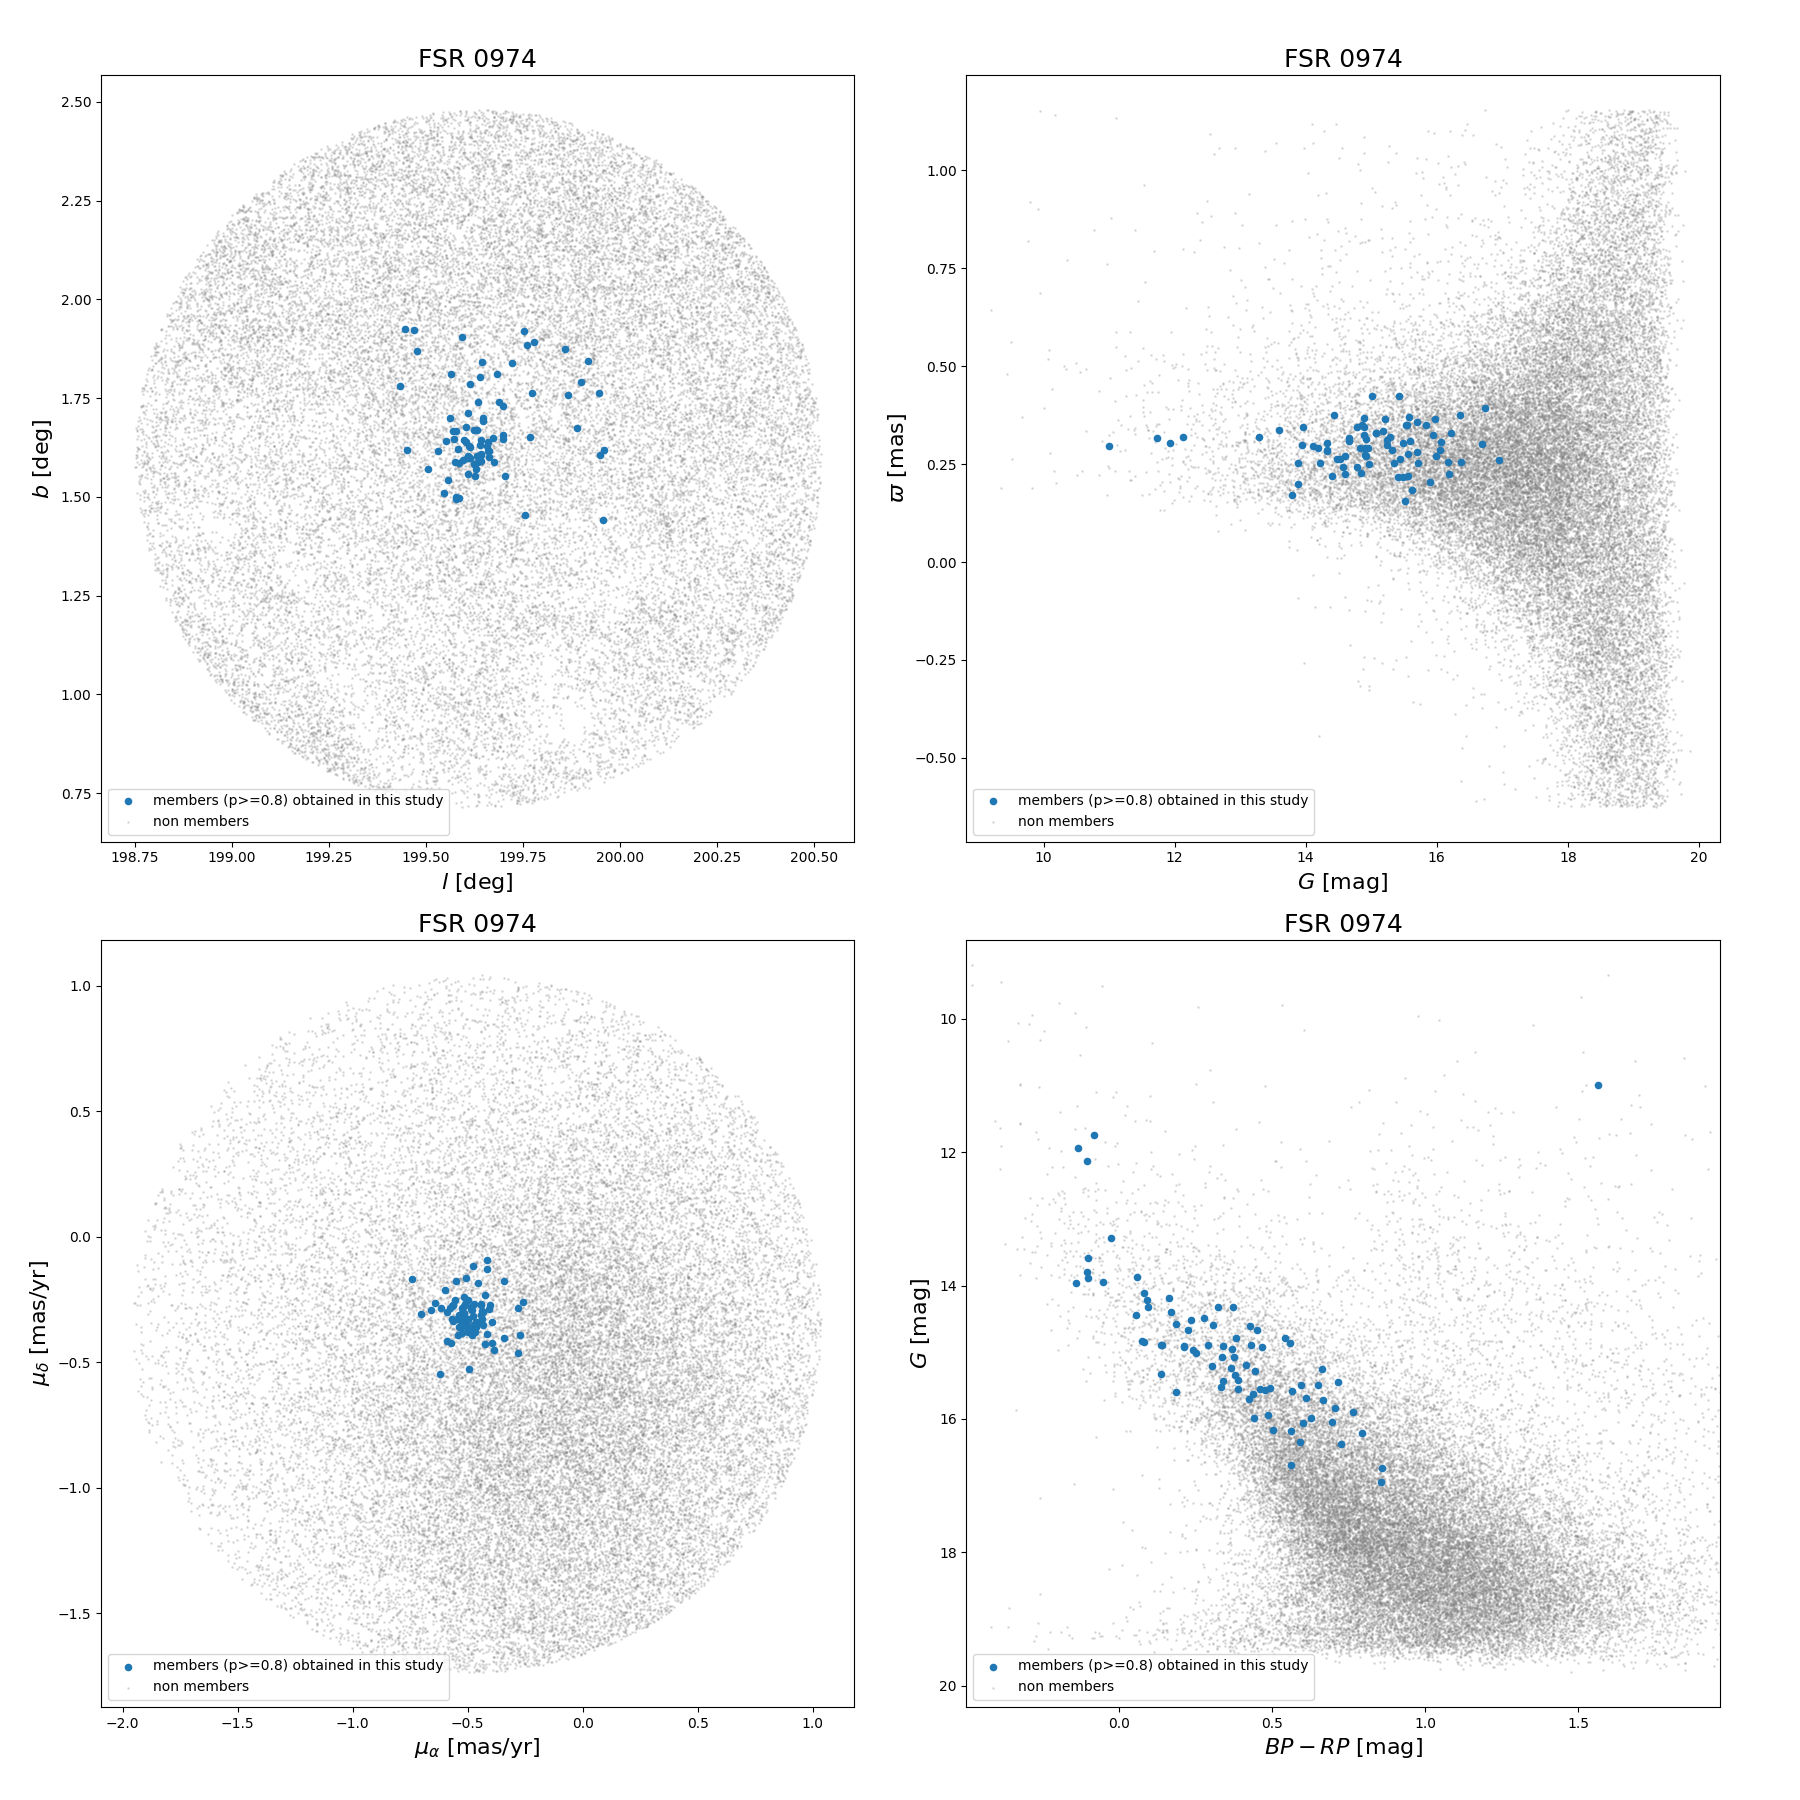 FSR 0974
2.50
2.25
2.00
1.75
1.50
1.25
1.00
0.75
b [deg]
members (p>=0.8) obtained in this study
non members
198.75 199.00 199.25 199.50 199.75 200.00 200.25 200.50
l [deg]
FSR 0974
1.00
0.75
0.50
0.25
0.00
−0.25
−0.50
ϖ [mas]
members (p>=0.8) obtained in this study
non members
10 12 14 16 18 20
G [mag]
FSR 0974
1.0
0.5
0.0
−0.5
−1.0
−1.5
μδ [mas/yr]
members (p>=0.8) obtained in this study
non members
−2.0 −1.5 −1.0 −0.5 0.0 0.5 1.0
μα [mas/yr]
FSR 0974
10
12
14
16
18
20
G [mag]
members (p>=0.8) obtained in this study
non members
0.0 0.5 1.0 1.5
BP − RP [mag]